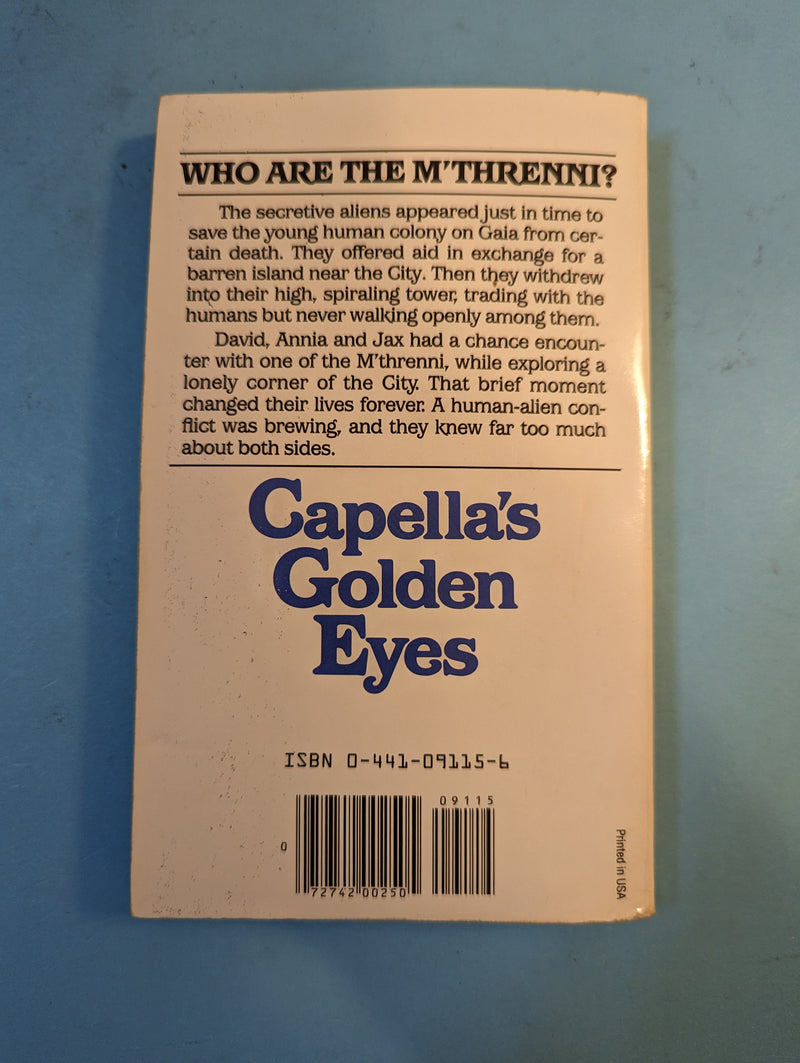 WHO ARE THE M'THRENNI?
The secretive aliens appeared just in time to
save the young human colony on Gaia from cer-
tain death. They offered aid in exchange for a
barren island near the City. Then they withdrew
into their high, spiraling tower, trading with the
humans but never walking openly among them.
David, Annia and Jax had a chance encoun-
ter with one of the M'threnni, while exploring a
lonely corner of the City. That brief moment
changed their lives forever. A human-alien con-
flict was brewing, and they knew far too much
about both sides.
Capella's
Golden
Eyes
ISBN 0-441-09115-6
09115
0
72742 00250
Printed in USA